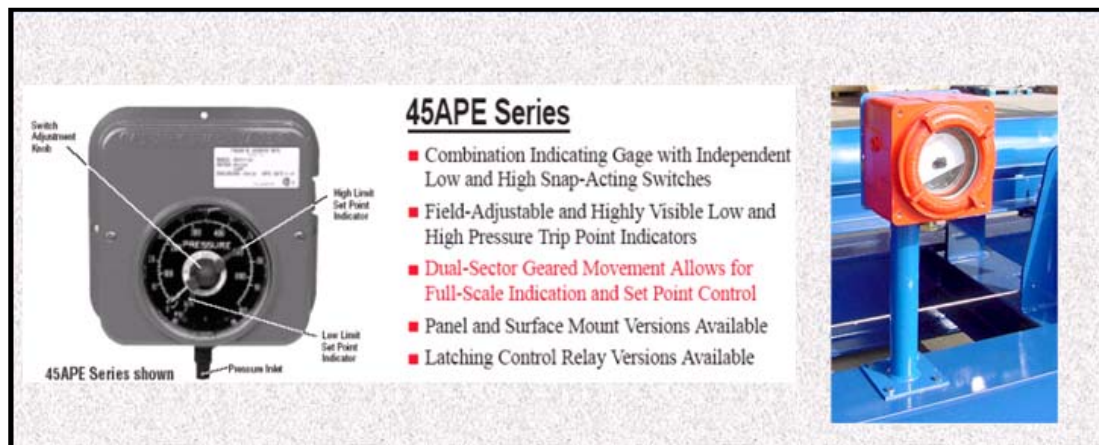 45APE Series
Switch
Adjustment
Knob
High Limit
Set Point
Indicator
PRESSURE
Low Limit
Set Point
Indicator
Pressure Inlet
45APE Series shown
■ Combination Indicating Gage with Independent
Low and High Snap-Acting Switches
■ Field-Adjustable and Highly Visible Low and
High Pressure Trip Point Indicators
■ Dual-Sector Geared Movement Allows for
Full-Scale Indication and Set Point Control
■ Panel and Surface Mount Versions Available
■ Latching Control Relay Versions Available